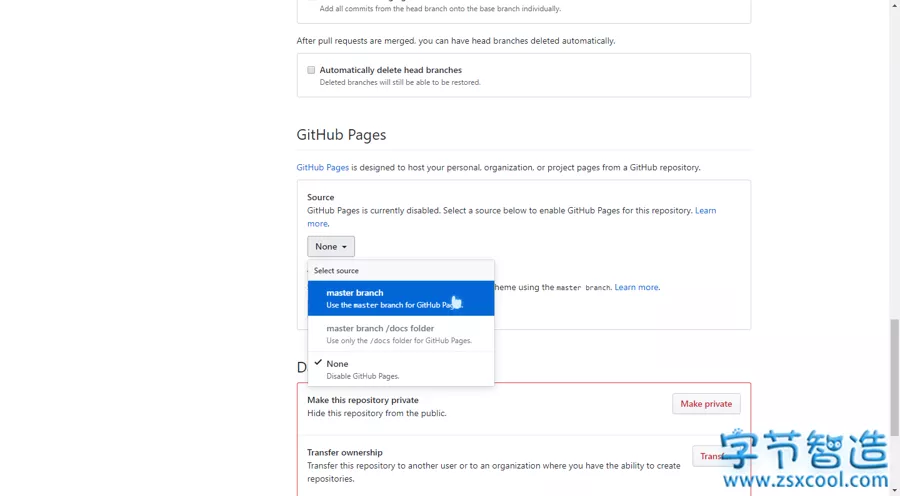 Add all commits from the head branch onto the base branch individually.
After pull requests are merged, you can have head branches deleted automatically.
Automatically delete head branches
Deleted branches will still be able to be restored.
GitHub Pages
GitHub Pages is designed to host your personal, organization, or project pages from a GitHub repository.
Source
GitHub Pages is currently disabled. Select a source below to enable GitHub Pages for this repository. Learn
more.
None
Select source
master branch
Use the master branch for GitHub Pages.
heme using the master branch. Learn more.
master branch /docs folder
Use only the /docs folder for GitHub Pages.
None
Disable GitHub Pages.
D
Make this repository private
Hide this repository from the public.
Make private
Transfer ownership
Transfer this repository to another user or to an organization where you have the ability to create
repositories.
Transfer
字节智造
www.zsxcool.com